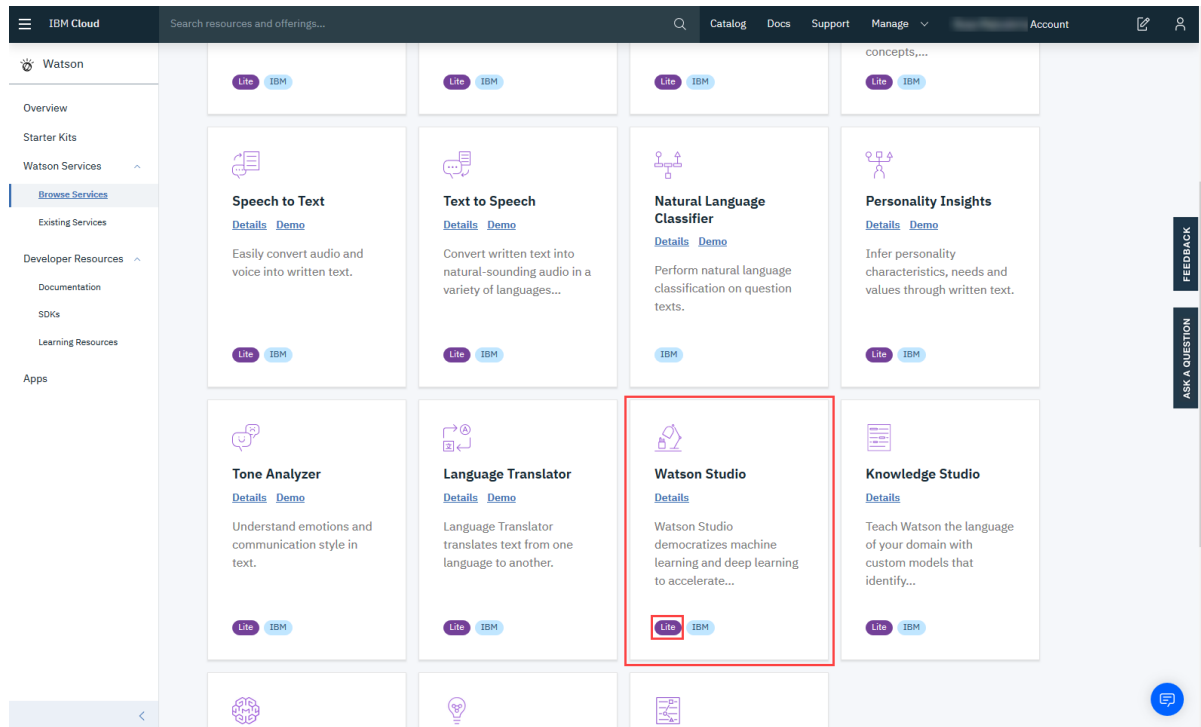 IBM Cloud
Search resources and offerings...
Catalog Docs Support Manage Account
Watson
Overview
Starter Kits
Watson Services
Browse Services
Existing Services
Developer Resources
Documentation
SDKs
Learning Resources
Apps
concepts,...
Lite IBM
Lite IBM
Lite IBM
Lite IBM
Speech to Text
Details Demo
Easily convert audio and
voice into written text.
Lite IBM
Text to Speech
Details Demo
Convert written text into
natural-sounding audio in a
variety of languages...
Lite IBM
Natural Language
Classifier
Details Demo
Perform natural language
classification on question
texts.
IBM
Personality Insights
Details Demo
Infer personality
characteristics, needs and
values through written text.
Lite IBM
Tone Analyzer
Details Demo
Understand emotions and
communication style in
text.
Lite IBM
Language Translator
Details Demo
Language Translator
translates text from one
language to another.
Lite IBM
Watson Studio
Details
Watson Studio
democratizes machine
learning and deep learning
to accelerate...
Lite IBM
Knowledge Studio
Details
Teach Watson the language
of your domain with
custom models that
identify...
Lite IBM
FEEDBACK
ASK A QUESTION